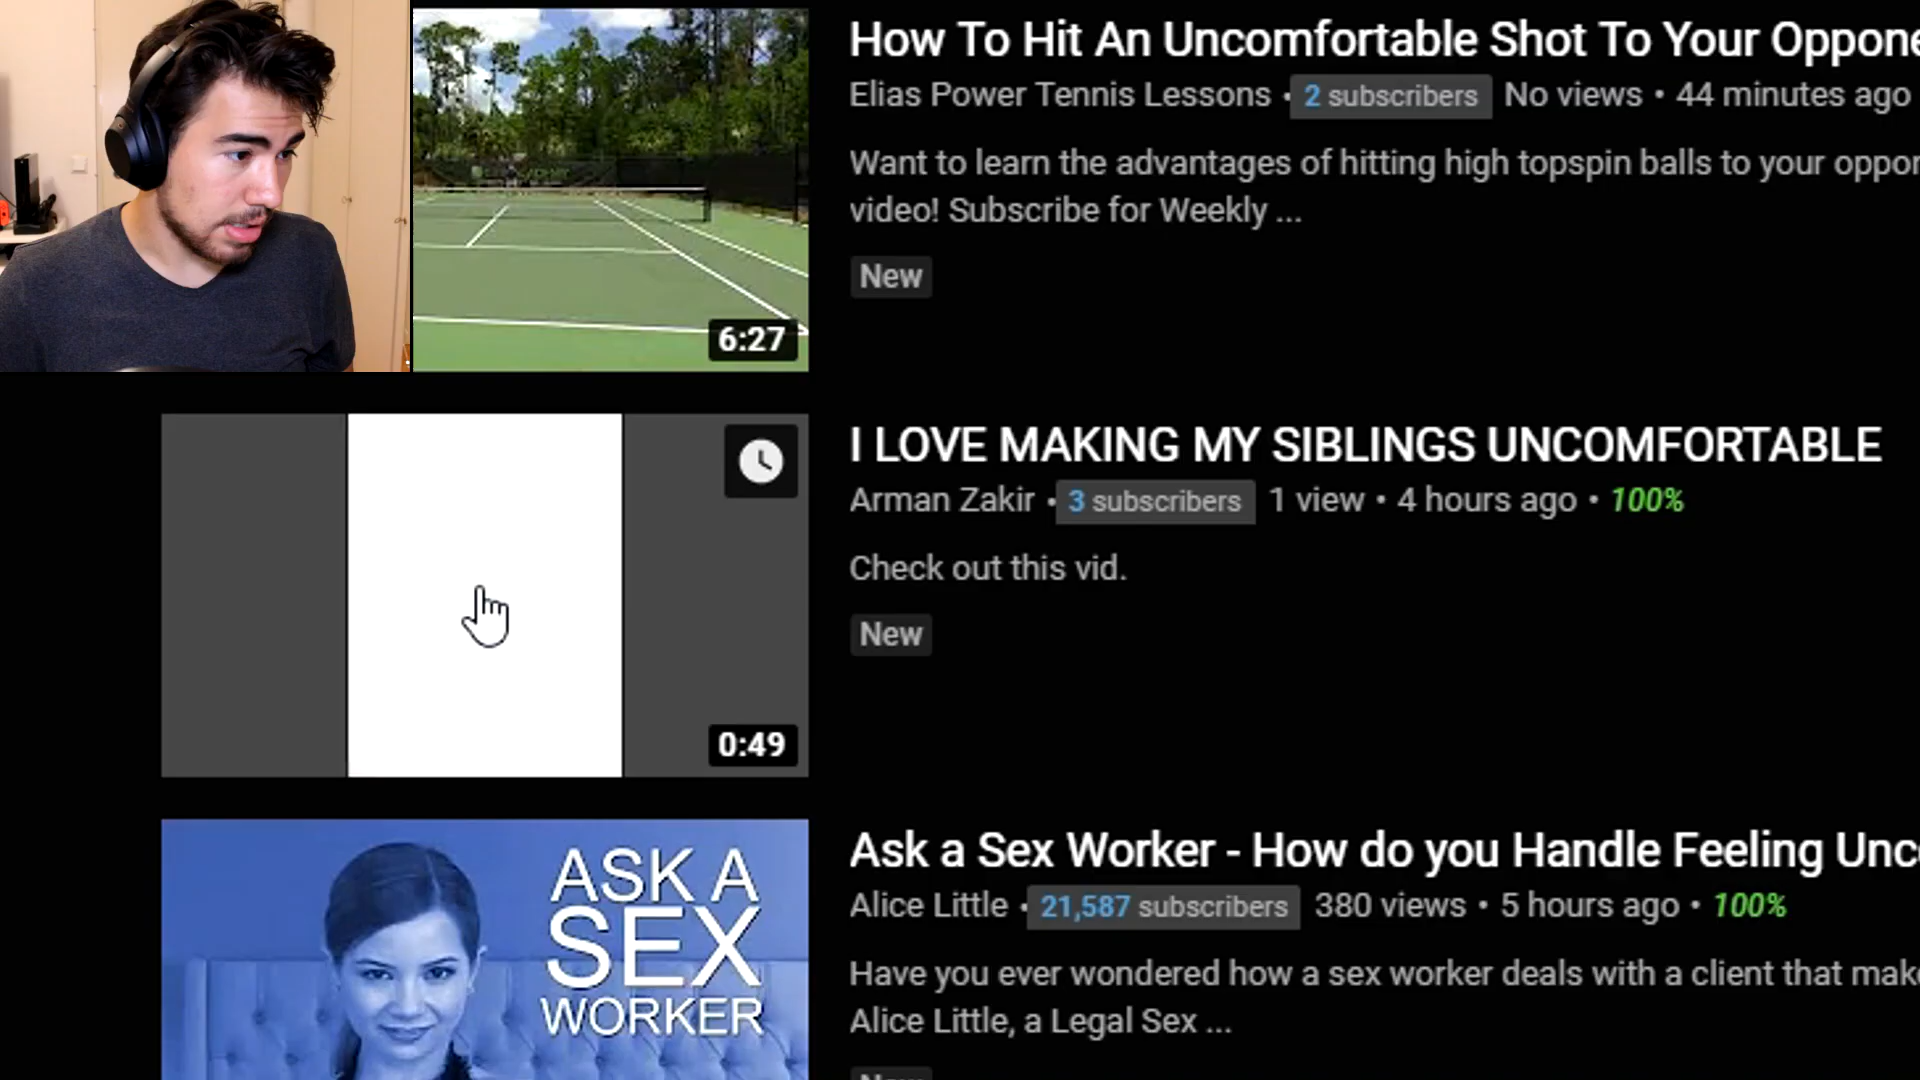 How To Hit An Uncomfortable Shot To Your Oppone
Elias Power Tennis Lessons • 2 subscribers No views • 44 minutes ago
Want to learn the advantages of hitting high topspin balls to your oppor
video! Subscribe for Weekly ...
New
6:27
I LOVE MAKING MY SIBLINGS UNCOMFORTABLE
Arman Zakir • 3 subscribers 1 view • 4 hours ago • 100%
Check out this vid.
New
0:49
ASK A
SEX
WORKER
Ask a Sex Worker - How do you Handle Feeling Unc
Alice Little • 21,587 subscribers 380 views • 5 hours ago • 100%
Have you ever wondered how a sex worker deals with a client that mak
Alice Little, a Legal Sex ...
New